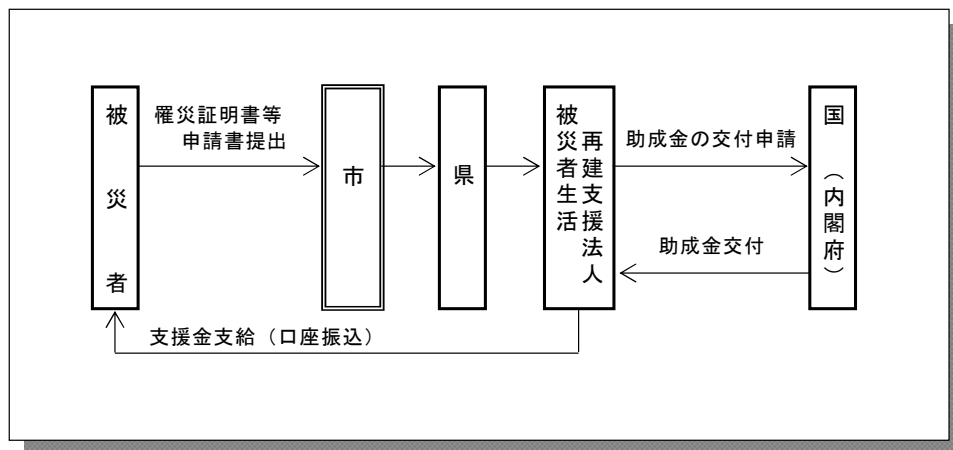 被災者
罹災証明書等
申請書提出
市
県
被災者生活
再建支援法人
助成金の交付申請
助成金交付
国（内閣府）
支援金支給（口座振込）